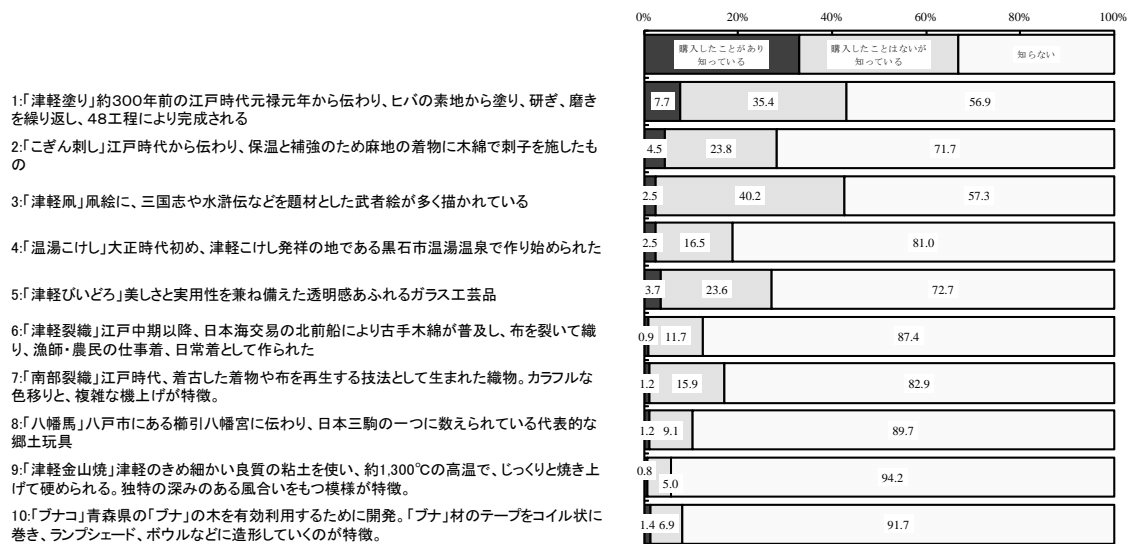 0% 20% 40% 60% 80% 100%
購入したことがあり 購入したことはないが 知らない
知っている 知っている
1:「津軽塗り」約300年前の江戸時代元禄元年から伝わり、ヒバの素地から塗り、研ぎ、磨き
を繰り返し、48工程により完成される
7.7 35.4 56.9
2:「こぎん刺し」江戸時代から伝わり、保温と補強のため麻地の着物に木綿で刺子を施したも
の
4.5 23.8 71.7
3:「津軽凧」凧絵に、三国志や水滸伝などを題材とした武者絵が多く描かれている
2.5 40.2 57.3
4:「温湯こけし」大正時代初め、津軽こけし発祥の地である黒石市温湯温泉で作り始められた
2.5 16.5 81.0
5:「津軽びいどろ」美しさと実用性を兼ね備えた透明感あふれるガラス工芸品
3.7 23.6 72.7
6:「津軽裂織」江戸中期以降、日本海交易の北前船により古手木綿が普及し、布を裂いて織
り、漁師・農民の仕事着、日常着として作られた
0.9 11.7 87.4
7:「南部裂織」江戸時代、着古した着物や布を再生する技法として生まれた織物。カラフルな
色移りと、複雑な機上げが特徴。
1.2 15.9 82.9
8:「八幡馬」八戸市にある櫛引八幡宮に伝わり、日本三駒の一つに数えられている代表的な
郷土玩具
1.2 9.1 89.7
9:「津軽金山焼」津軽のきめ細かい良質の粘土を使い、約1,300℃の高温で、じっくりと焼き上
げて硬められる。独特の深みのある風合いをもつ模様が特徴。
0.8 5.0 94.2
10:「ブナコ」青森県の「ブナ」の木を有効利用するために開発。「ブナ」材のテープをコイル状に
巻き、ランプシェード、ボウルなどに造形していくのが特徴。
1.4 6.9 91.7